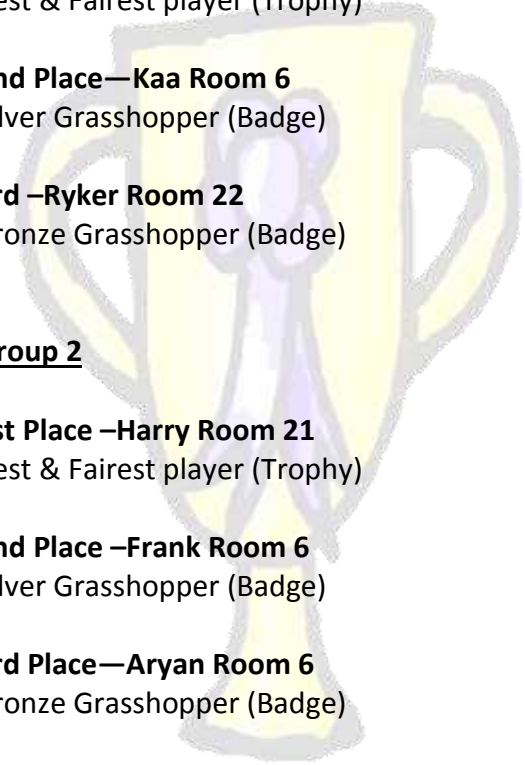 est & Fairest player (Trophy)
nd Place—Kaa Room 6
lver Grasshopper (Badge)
rd –Ryker Room 22
ronze Grasshopper (Badge)
roup 2
st Place –Harry Room 21
est & Fairest player (Trophy)
nd Place –Frank Room 6
lver Grasshopper (Badge)
rd Place—Aryan Room 6
ronze Grasshopper (Badge)